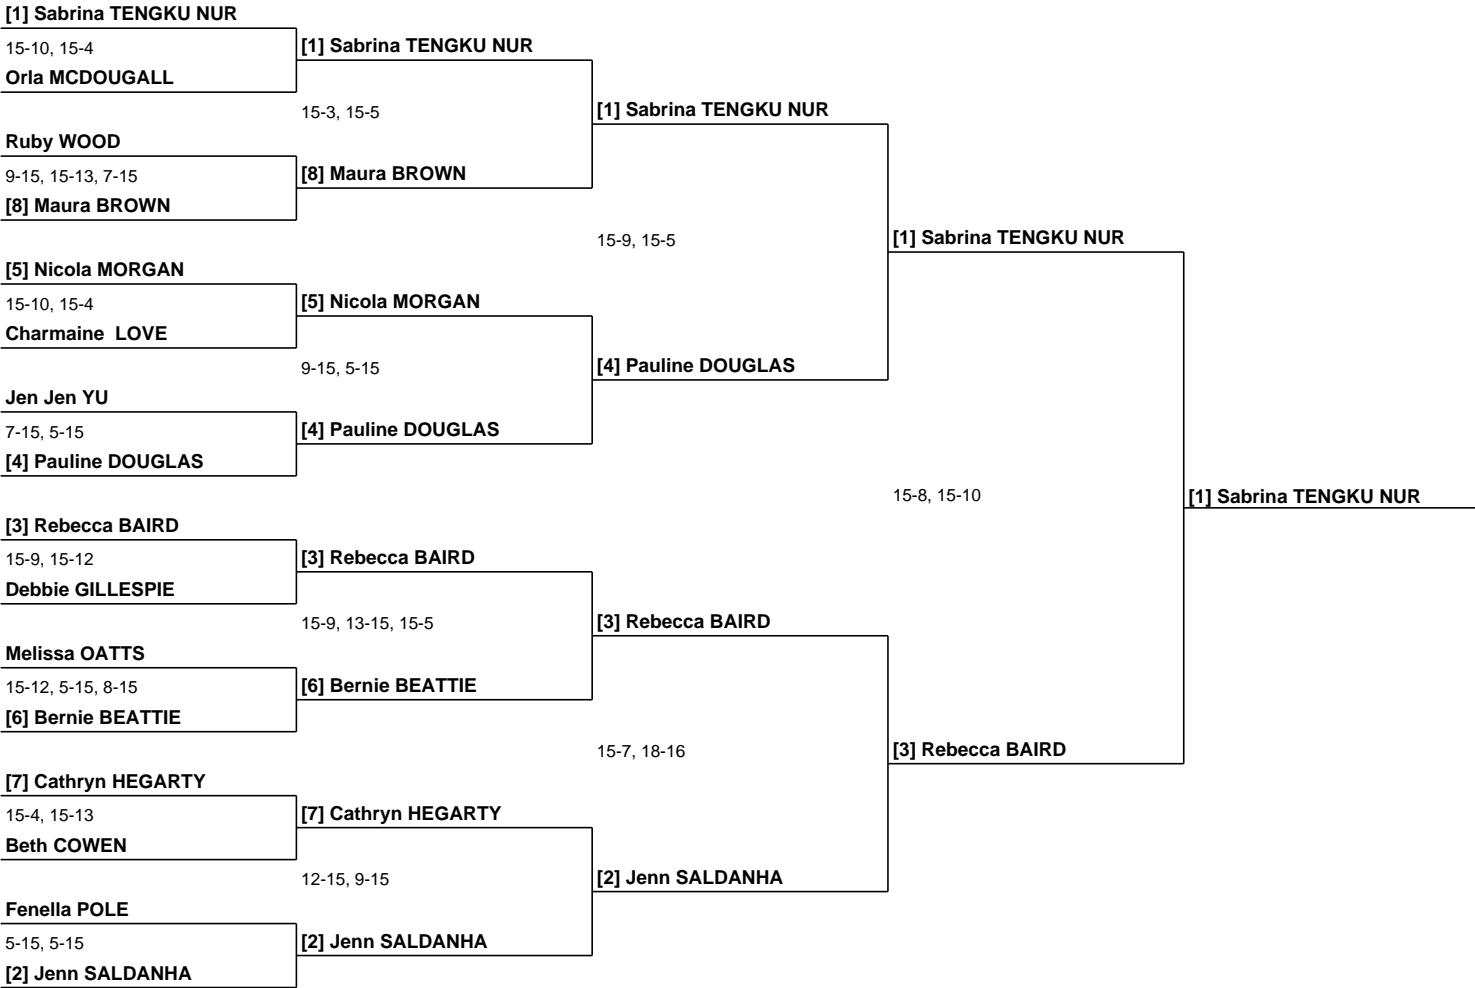 [1] Sabrina TENGKU NUR
15-10, 15-4
Orla MCDOUGALL
Ruby WOOD
9-15, 15-13, 7-15
[8] Maura BROWN
[5] Nicola MORGAN
15-10, 15-4
Charmaine LOVE
Jen Jen YU
7-15, 5-15
[4] Pauline DOUGLAS
[3] Rebecca BAIRD
15-9, 15-12
Debbie GILLESPIE
Melissa OATTS
15-12, 5-15, 8-15
[6] Bernie BEATTIE
[7] Cathryn HEGARTY
15-4, 15-13
Beth COWEN
Fenella POLE
5-15, 5-15
[2] Jenn SALDANHA
[1] Sabrina TENGKU NUR
15-3, 15-5
[8] Maura BROWN
[5] Nicola MORGAN
9-15, 5-15
[4] Pauline DOUGLAS
[3] Rebecca BAIRD
15-9, 13-15, 15-5
[6] Bernie BEATTIE
[7] Cathryn HEGARTY
12-15, 9-15
[2] Jenn SALDANHA
[1] Sabrina TENGKU NUR
15-9, 15-5
[4] Pauline DOUGLAS
[3] Rebecca BAIRD
15-7, 18-16
[2] Jenn SALDANHA
[1] Sabrina TENGKU NUR
15-8, 15-10
[3] Rebecca BAIRD
[1] Sabrina TENGKU NUR